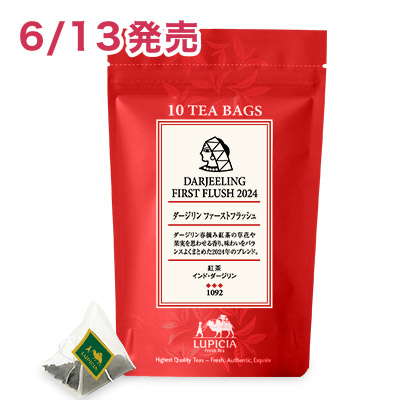 6/13発売
10 TEA BAGS
DARJEELING
FIRST FLUSH 2024
ダージリン ファーストフラッシュ
ダージリン春摘み紅茶の草花や
果実を思わせる香り、味わいをバラ
ンスよくまとめた2024年のブレンド。
紅茶
インド・ダージリン
1092
LUPICIA
Fresh Tea
Highest Quality Teas – Fresh, Authentic, Exquisite
LUPICIA